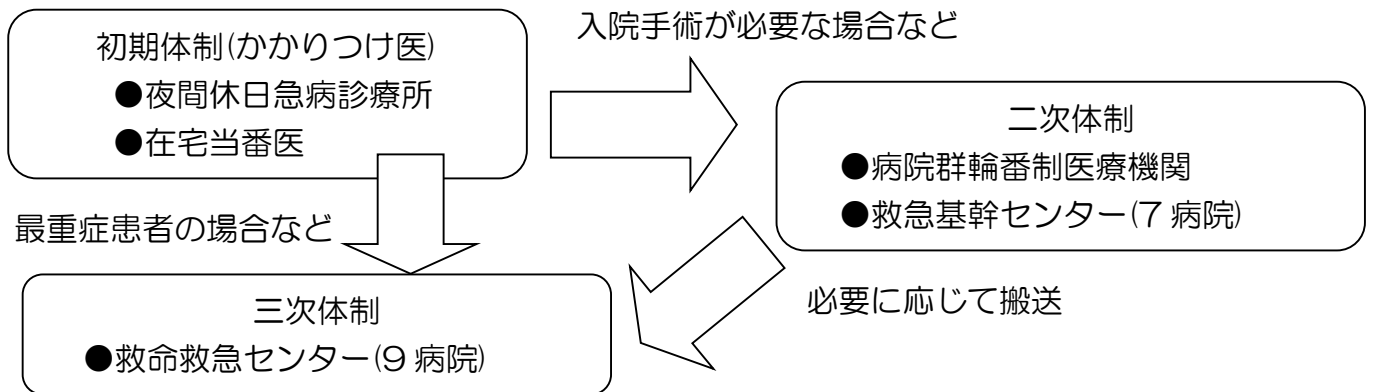 初期体制(かかりつけ医)
●夜間休日急病診療所
●在宅当番医
入院手術が必要な場合など
二次体制
●病院群輪番制医療機関
●救急基幹センター(7 病院)
最重症患者の場合など
必要に応じて搬送
三次体制
●救命救急センター(9 病院)